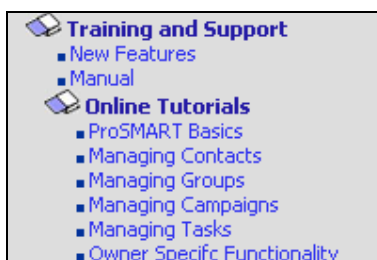 Training and Support
New Features
Manual
Online Tutorials
ProSMART Basics
Managing Contacts
Managing Groups
Managing Campaigns
Managing Tasks
Owner Specifc Functionality